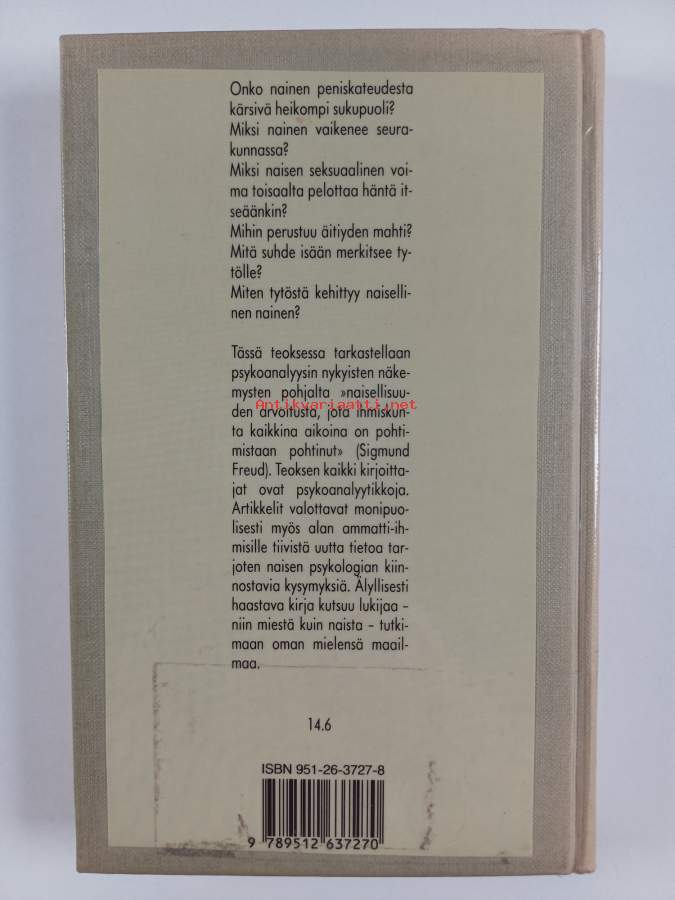 Onko nainen peniskateudesta
kärsivä heikompi sukupuoli?
Miksi nainen vaikenee seura-
kunnassa?
Miksi naisen seksuaalinen voi-
ma toisaalta pelottaa häntä it-
seäänkin?
Mihin perustuu äitiyden mahti?
Mitä suhde isään merkitsee ty-
tölle?
Miten tytöstä kehittyy naiselli-
nen nainen?
Tässä teoksessa tarkastellaan
psykoanalyysin nykyisten näke-
mysten pohjalta »naisellisuu-
Antikvariaatti.net
den arvoitusta, jota ihmiskun-
ta kaikkina aikoina on pohti-
mistaan pohtinut» (Sigmund
Freud). Teoksen kaikki kirjoitta-
jat ovat psykoanalyytikkoja.
Artikkelit valottavat monipuo-
lisesti myös alan ammatti-ih-
misille tiivistä uutta tietoa tar-
joten naisen psykologian kiin-
nostavia kysymyksiä. Älyllisesti
haastava kirja kutsuu lukijaa –
niin miestä kuin naista – tutki-
maan oman mielensä maail-
maa.
14.6
ISBN 951-26-3727-8
9 789512 637270